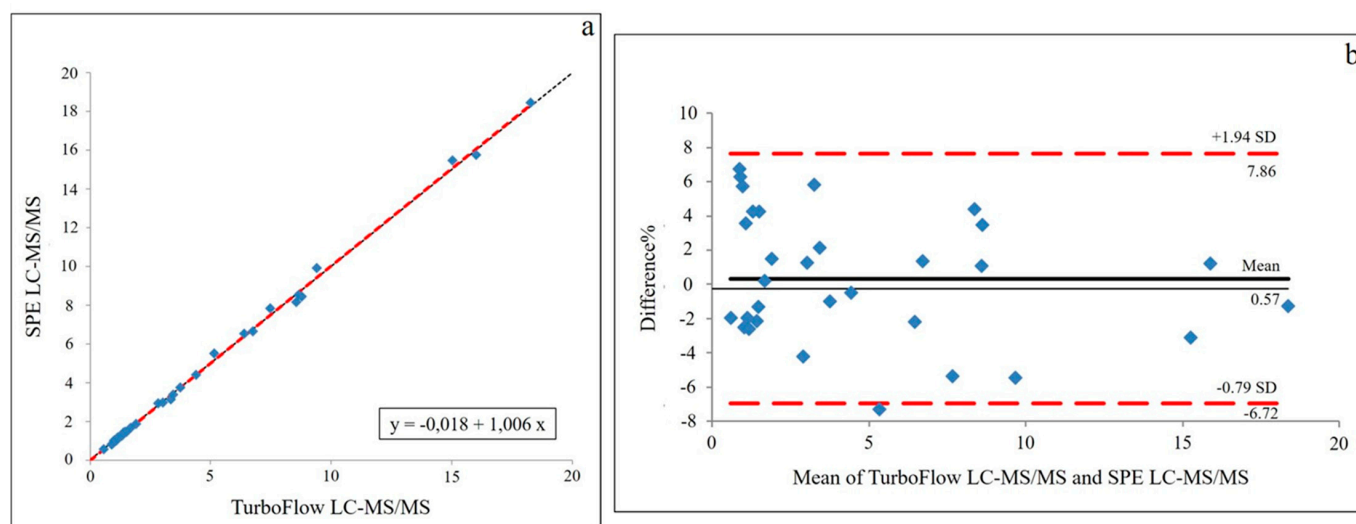 a
20
18
16
14
12
10
8
6
4
2
0
SPE LC-MS/MS
y = -0,018 + 1,006 x
0 5 10 15 20
TurboFlow LC-MS/MS
b
10
8
6
4
2
0
-2
-4
-6
-8
Difference%
+1.94 SD
7.86
Mean
0.57
-0.79 SD
-6.72
0 5 10 15 20
Mean of TurboFlow LC-MS/MS and SPE LC-MS/MS